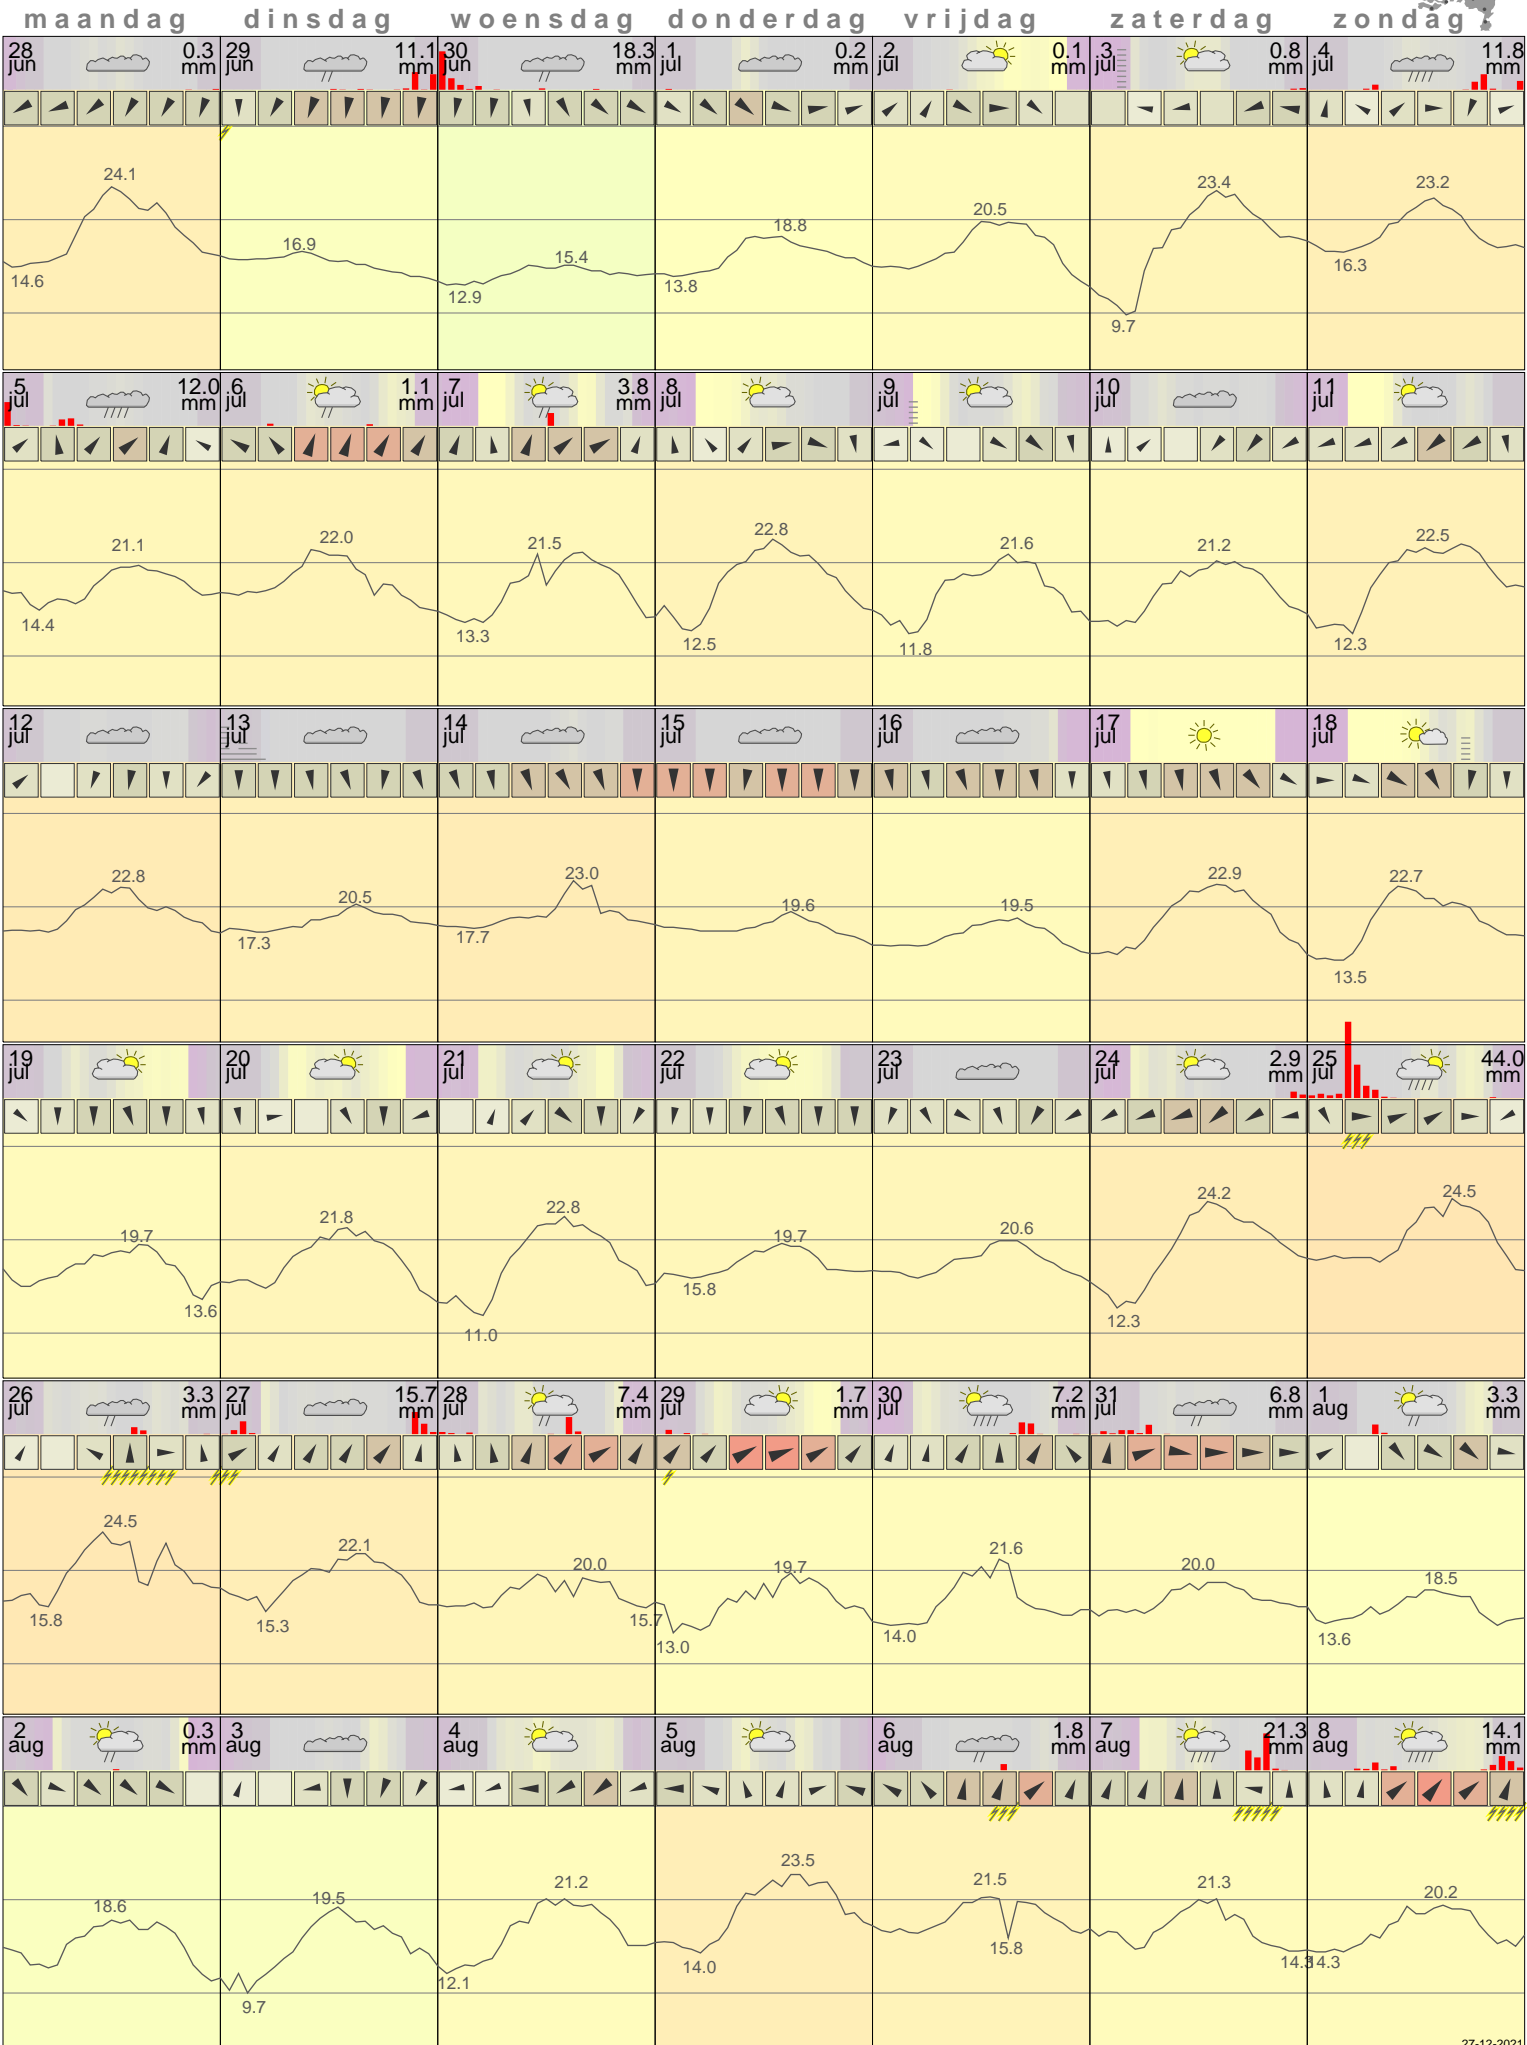 maandag dinsdag woensdag donderdag vrijdag zaterdag zondag
28 jun 0.3 mm 29 jun 11.1 mm 30 jun 18.3 mm 1 jul 0.2 mm 2 jul 0.1 mm 3 jul 0.8 mm 4 jul 11.8 mm
24.1 14.6 16.9 15.4 12.9 18.8 13.8 20.5 23.4 9.7 23.2 16.3
5 jul 12.0 mm 6 jul 1.1 mm 7 jul 3.8 mm 8 jul 9 jul 10 jul 11 jul
21.1 14.4 22.0 21.5 13.3 22.8 12.5 21.6 11.8 21.2 22.5 12.3
12 jul 13 jul 14 jul 15 jul 16 jul 17 jul 18 jul
22.8 20.5 17.3 23.0 17.7 19.6 19.5 22.9 22.7 13.5
19 jul 20 jul 21 jul 22 jul 23 jul 24 jul 2.9 mm 25 jul 44.0 mm
19.7 13.6 21.8 22.8 11.0 19.7 15.8 20.6 24.2 12.3 24.5
26 jul 3.3 mm 27 jul 15.7 mm 28 jul 7.4 mm 29 jul 1.7 mm 30 jul 7.2 mm 31 jul 6.8 mm 1 aug 3.3 mm
24.5 15.8 22.1 15.3 20.0 15.7 19.7 13.0 21.6 14.0 20.0 18.5 13.6
2 aug 0.3 mm 3 aug 4 aug 5 aug 6 aug 1.8 mm 7 aug 21.3 mm 8 aug 14.1 mm
18.6 19.5 9.7 21.2 12.1 23.5 14.0 21.5 15.8 21.3 14.3 20.2 14.3
27-12-2021